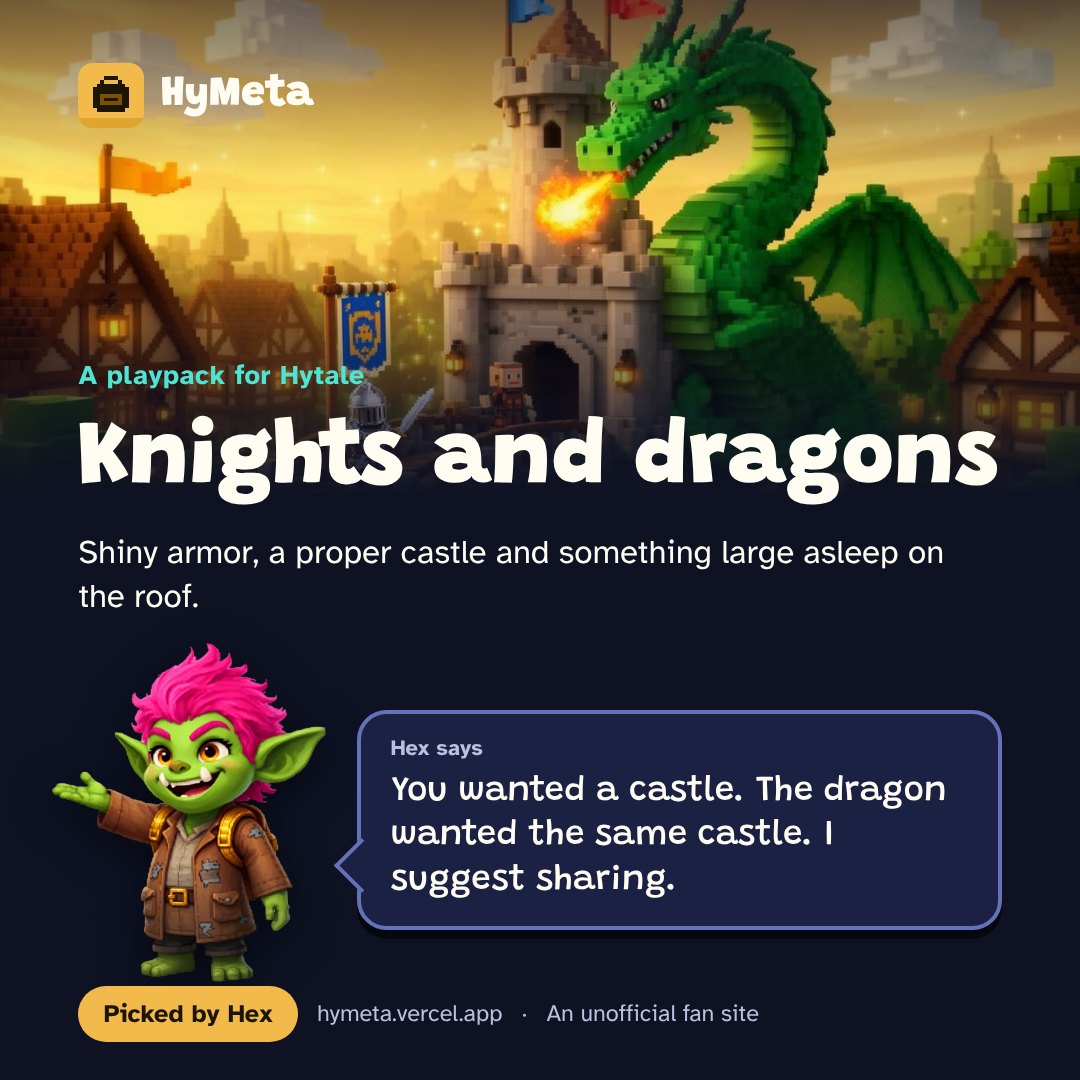 HyMeta
A playpack for Hytale
Knights and dragons
Shiny armor, a proper castle and something large asleep on
the roof.
Hex says
You wanted a castle. The dragon
wanted the same castle. I
suggest sharing.
Picked by Hex
hymeta.vercel.app · An unofficial fan site